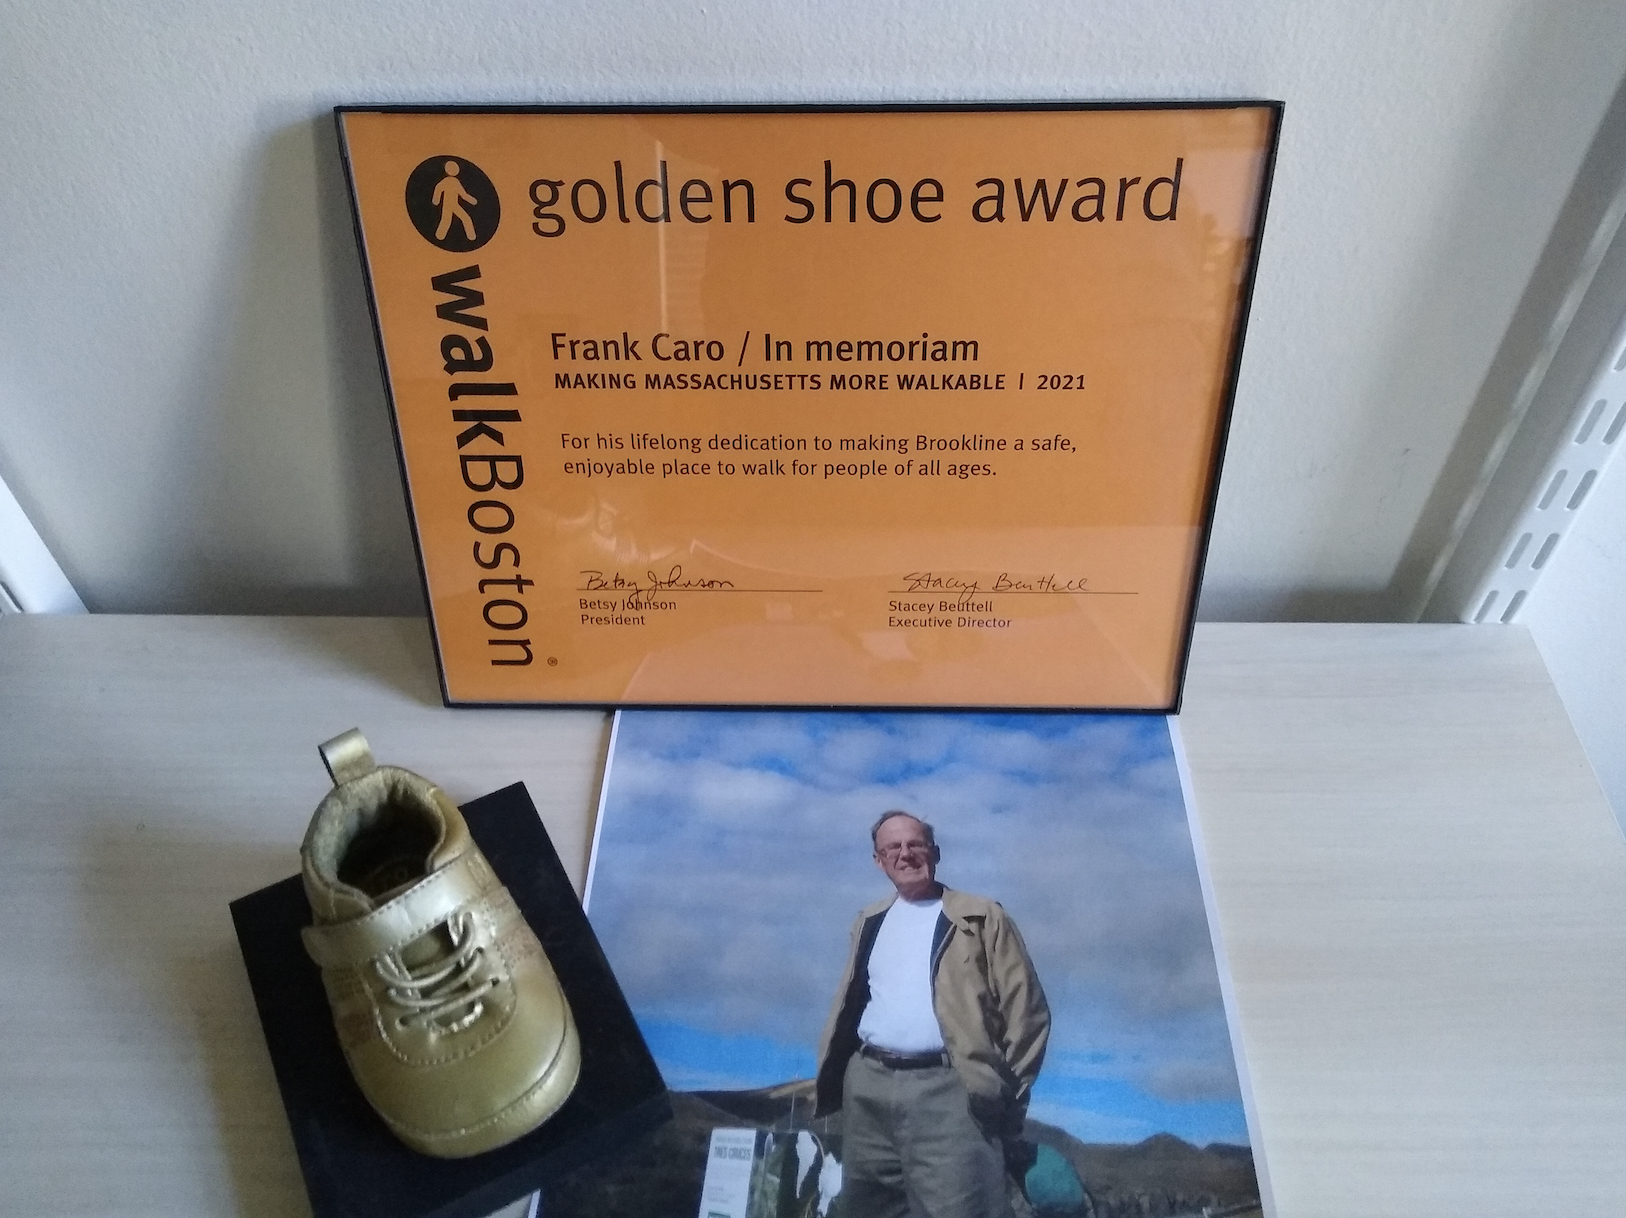 golden shoe award
walkBoston
Frank Caro / In memoriam
MAKING MASSACHUSETTS MORE WALKABLE | 2021
For his lifelong dedication to making Brookline a safe,
enjoyable place to walk for people of all ages.
Betsy Johnson
Betsy Johnson
President
Stacey Beuttell
Stacey Beuttell
Executive Director
TRES CRUCES